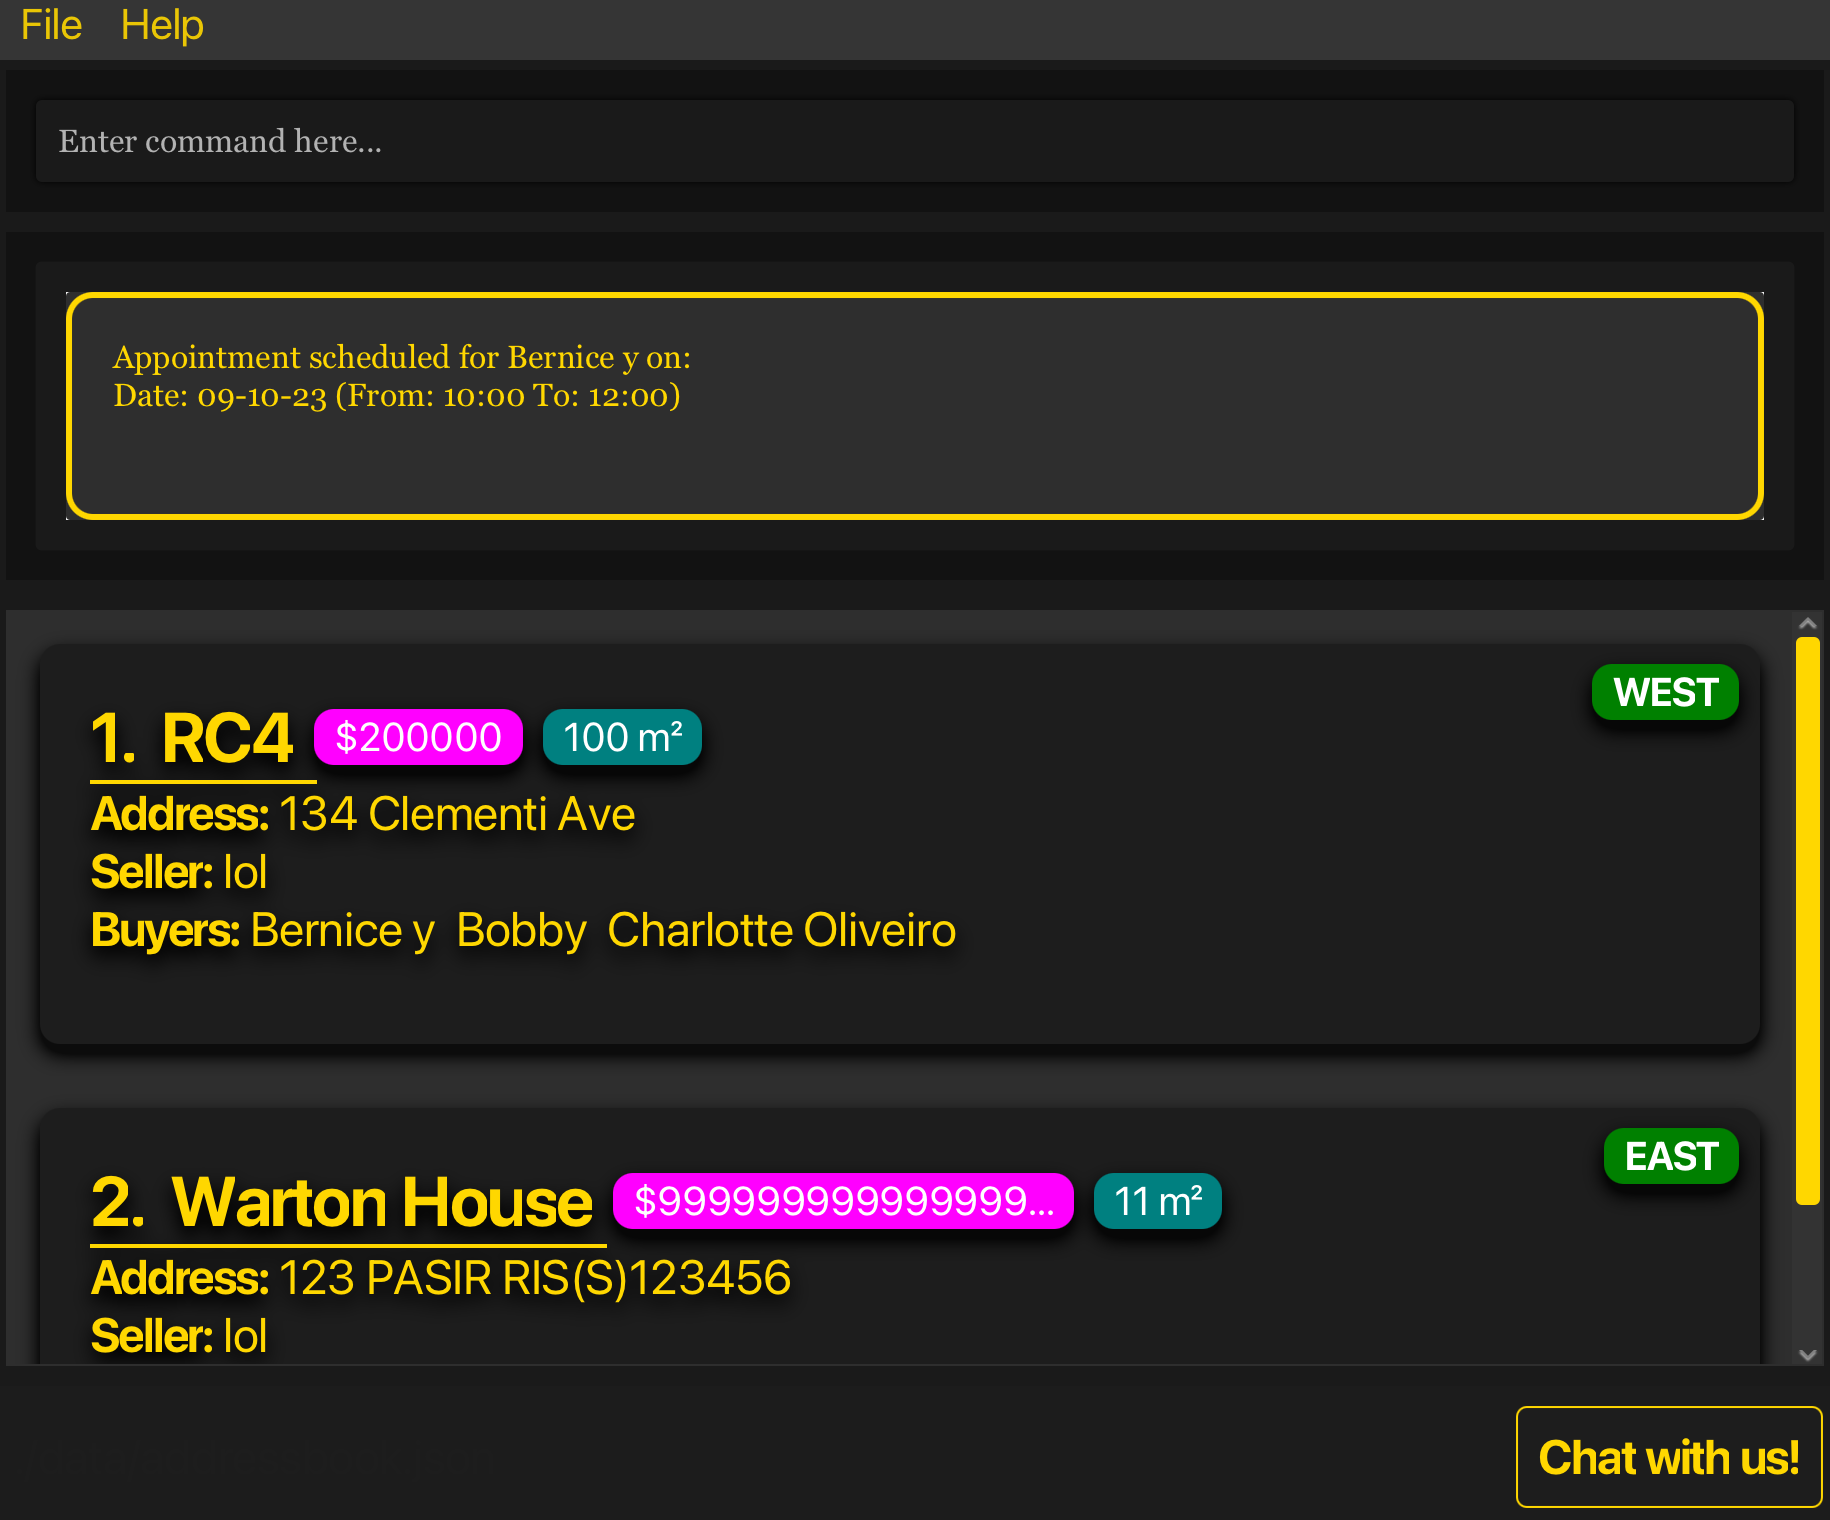 File Help
Enter command here...
Appointment scheduled for Bernice y on:
Date: 09-10-23 (From: 10:00 To: 12:00)
WEST
1. RC4 $200000 100 m²
Address: 134 Clementi Ave
Seller: lol
Buyers: Bernice y Bobby Charlotte Oliveiro
EAST
2. Warton House $999999999999999... 11 m²
Address: 123 PASIR RIS(S)123456
Seller: lol
Chat with us!